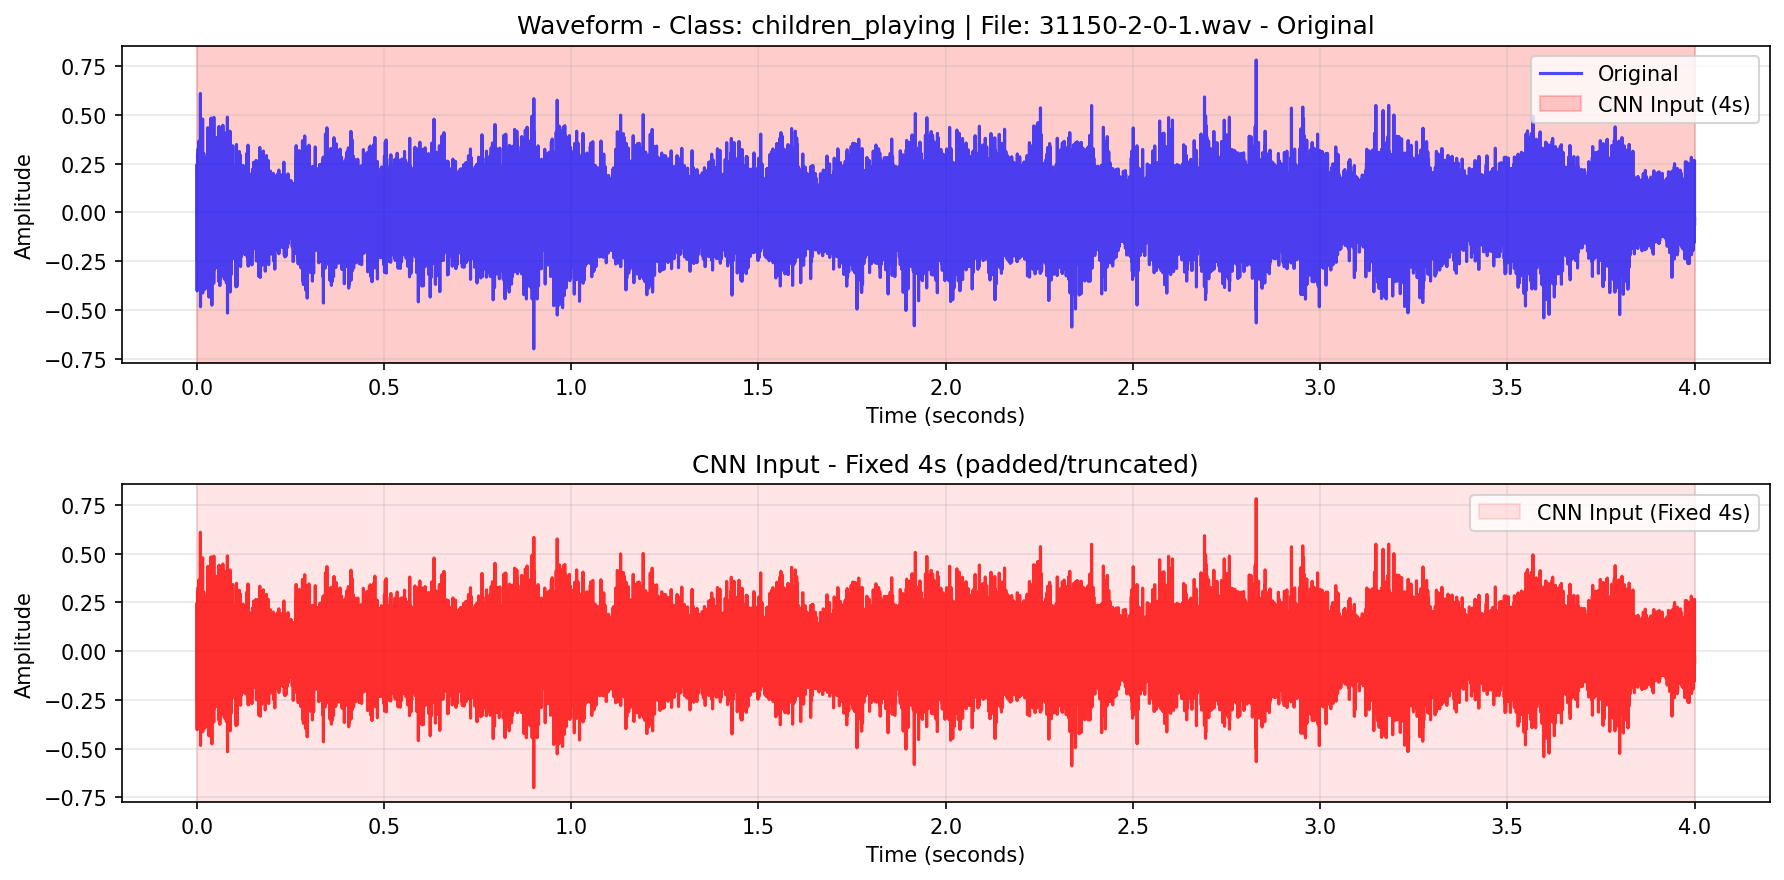 Waveform - Class: children_playing | File: 31150-2-0-1.wav - Original
Original
CNN Input (4s)
Amplitude
0.75
0.50
0.25
0.00
−0.25
−0.50
−0.75
0.0 0.5 1.0 1.5 2.0 2.5 3.0 3.5 4.0
Time (seconds)
CNN Input - Fixed 4s (padded/truncated)
CNN Input (Fixed 4s)
Amplitude
0.75
0.50
0.25
0.00
−0.25
−0.50
−0.75
0.0 0.5 1.0 1.5 2.0 2.5 3.0 3.5 4.0
Time (seconds)